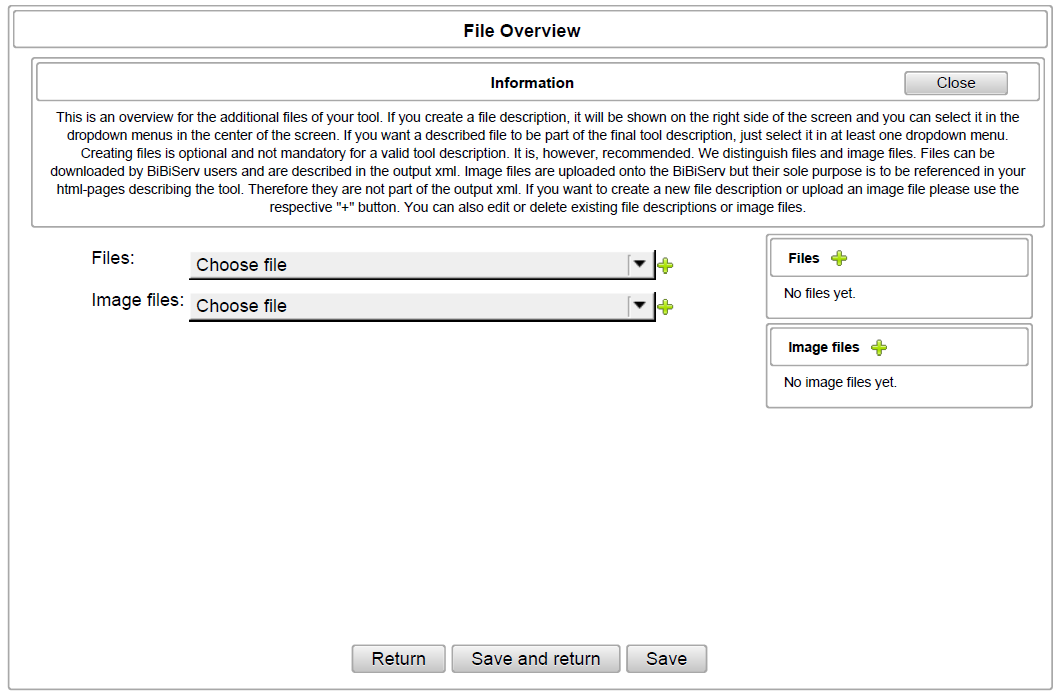 File Overview
Information
Close
This is an overview for the additional files of your tool. If you create a file description, it will be shown on the right side of the screen and you can select it in the
dropdown menus in the center of the screen. If you want a described file to be part of the final tool description, just select it in at least one dropdown menu.
Creating files is optional and not mandatory for a valid tool description. It is, however, recommended. We distinguish files and image files. Files can be
downloaded by BiBiServ users and are described in the output xml. Image files are uploaded onto the BiBiServ but their sole purpose is to be referenced in your
html-pages describing the tool. Therefore they are not part of the output xml. If you want to create a new file description or upload an image file please use the
respective "+" button. You can also edit or delete existing file descriptions or image files.
Files:
Choose file
Image files:
Choose file
Files
No files yet.
Image files
No image files yet.
Return
Save and return
Save